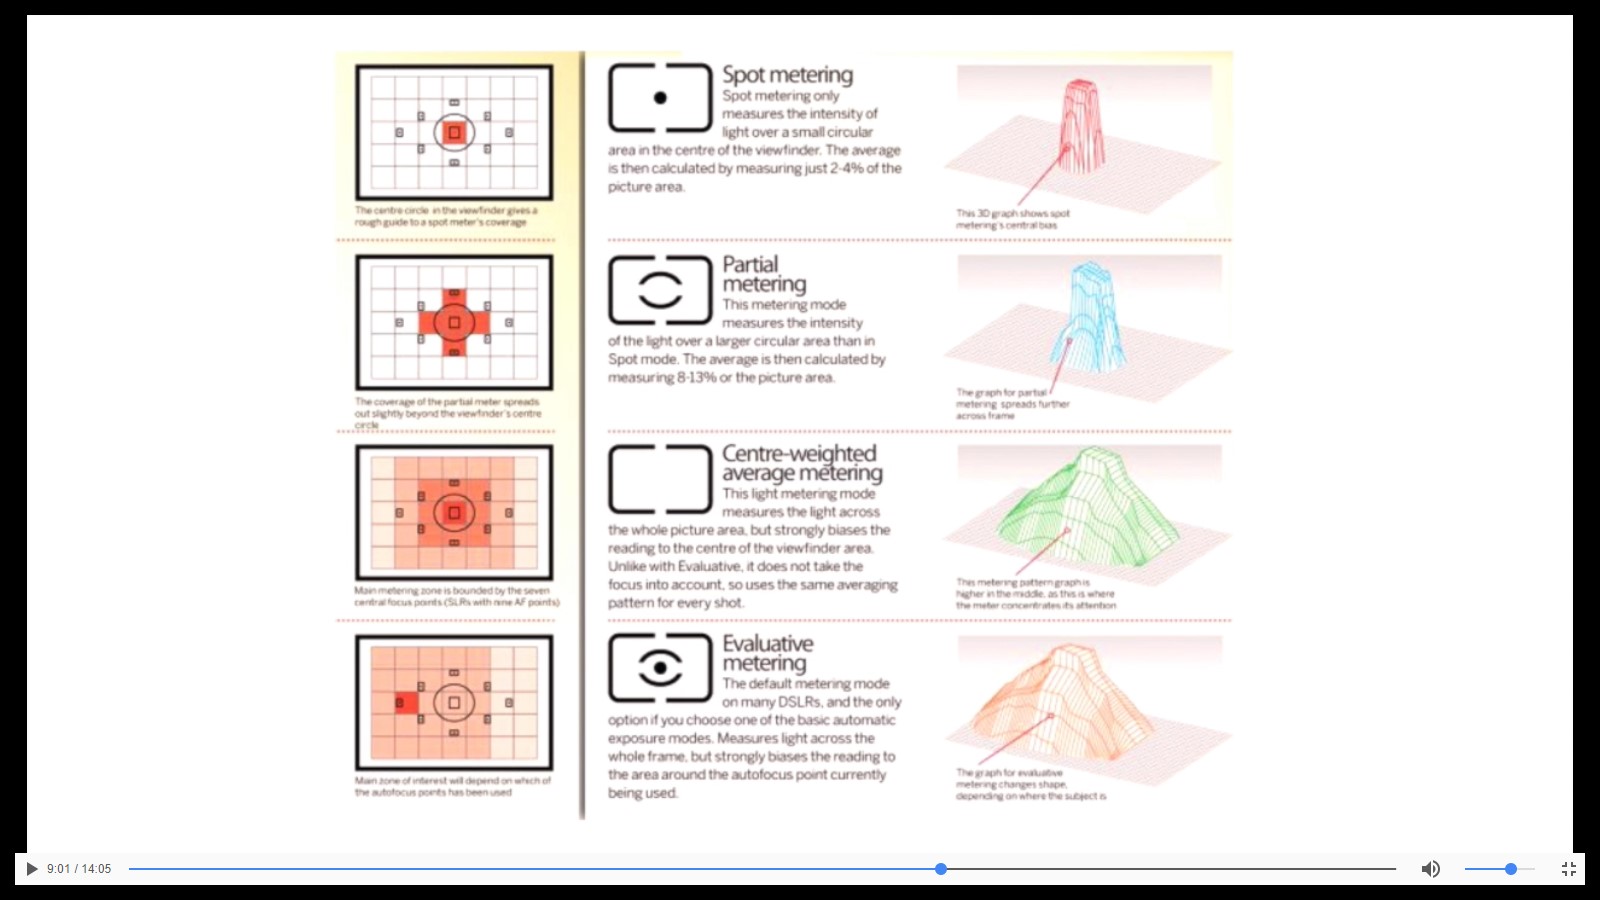 The centre circle in the viewfinder gives a
rough guide to a spot meter's coverage
Spot metering
Spot metering only
measures the intensity of
light over a small circular
area in the centre of the viewfinder. The average
is then calculated by measuring just 2-4% of the
picture area.
This 3D graph shows spot
metering's central bias
The coverage of the partial meter spreads
out slightly beyond the viewfinder's centre
circle
Partial
metering
This metering mode
measures the intensity
of the light over a larger circular area than in
Spot mode. The average is then calculated by
measuring 8-13% or the picture area.
The graph for partial
metering spreads further
across frame
Main metering zone is bounded by the seven
central focus points (SLRs with nine AF points)
Centre-weighted
average metering
This light metering mode
measures the light across
the whole picture area, but strongly biases the
reading to the centre of the viewfinder area.
Unlike with Evaluative, it does not take the
focus into account, so uses the same averaging
pattern for every shot.
This metering pattern graph is
higher in the middle, as this is where
the meter concentrates its attention
Main zone of interest will depend on which of
the autofocus points has been used
Evaluative
metering
The default metering mode
on many DSLRs, and the only
option if you choose one of the basic automatic
exposure modes. Measures light across the
whole frame, but strongly biases the reading to
the area around the autofocus point currently
being used.
The graph for evaluative
metering changes shape,
depending on where the subject is
9:01 / 14:05